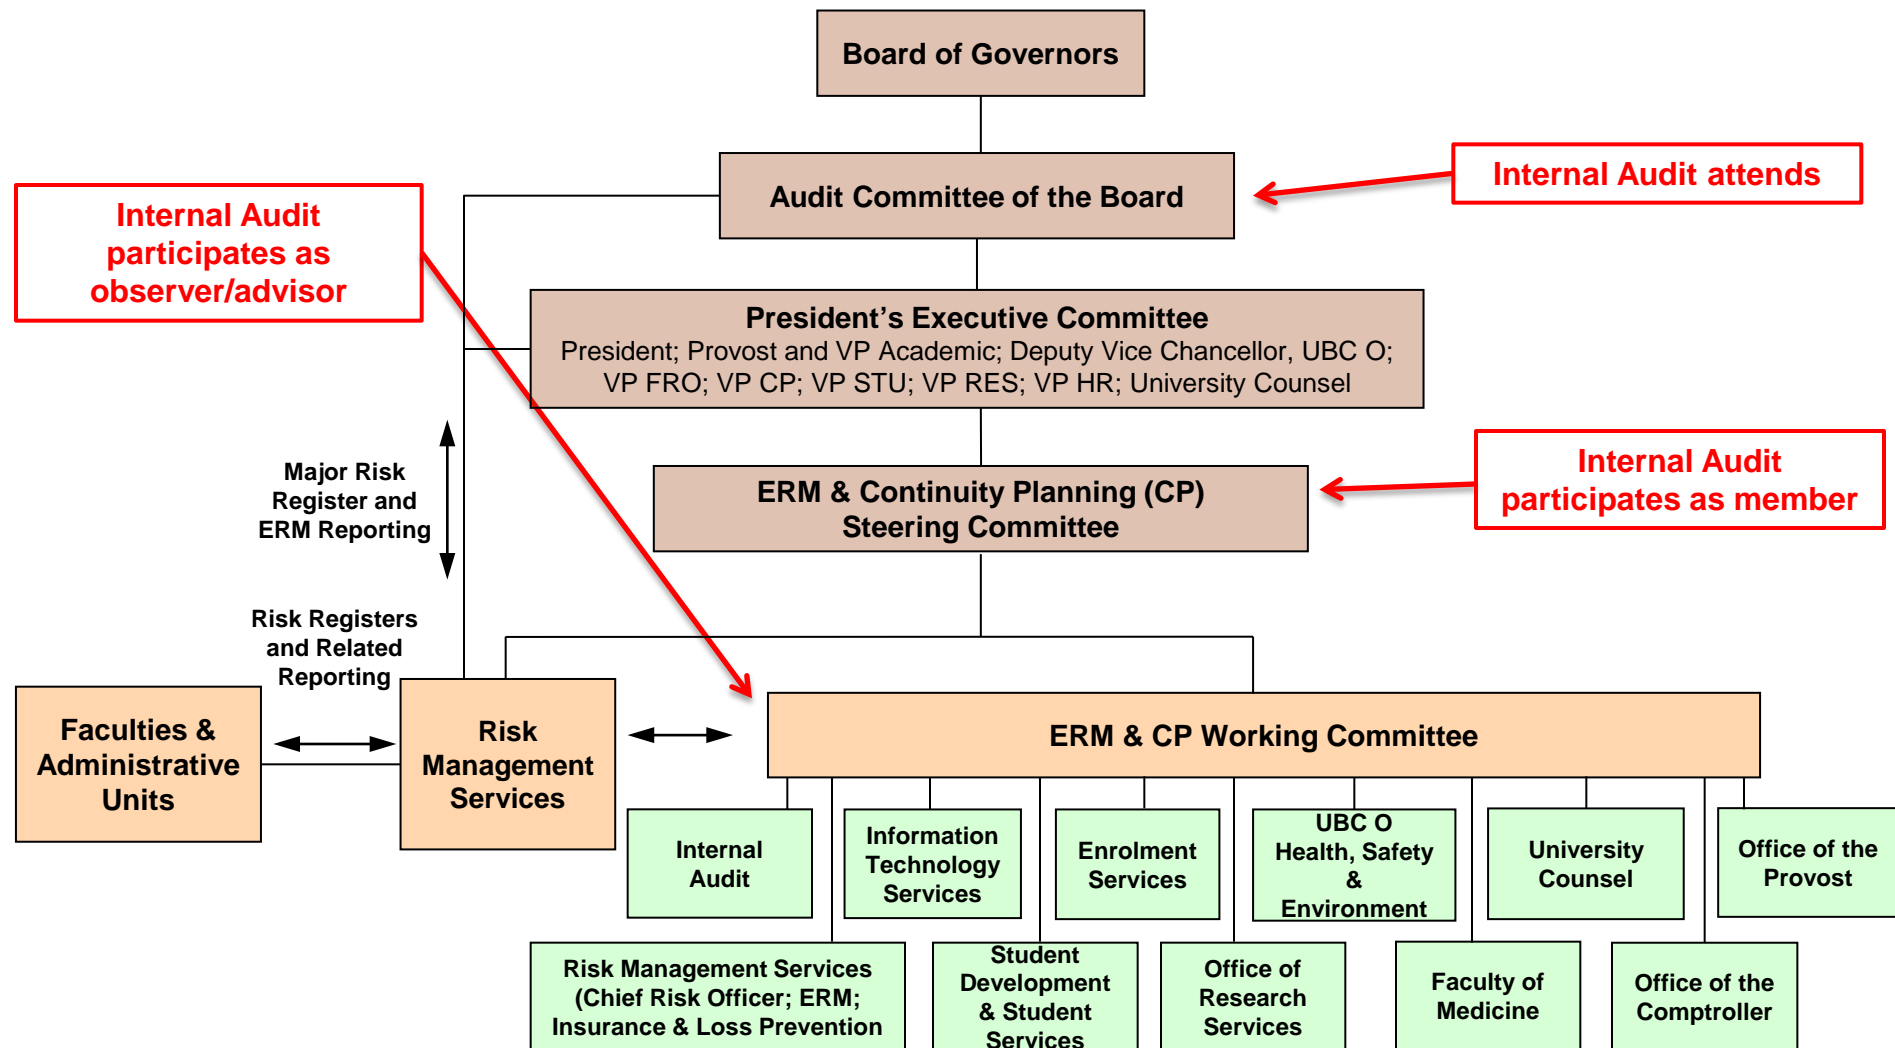 Board of Governors
Audit Committee of the Board
Internal Audit attends
Internal Audit
participates as
observer/advisor
President’s Executive Committee
President; Provost and VP Academic; Deputy Vice Chancellor, UBC O;
VP FRO; VP CP; VP STU; VP RES; VP HR; University Counsel
Major Risk
Register and
ERM Reporting
ERM & Continuity Planning (CP)
Steering Committee
Internal Audit
participates as member
Risk Registers
and Related
Reporting
Faculties &
Administrative
Units
Risk
Management
Services
ERM & CP Working Committee
Internal
Audit
Information
Technology
Services
Enrolment
Services
UBC O
Health, Safety
&
Environment
University
Counsel
Office of the
Provost
Risk Management Services
(Chief Risk Officer; ERM;
Insurance & Loss Prevention
Student
Development
& Student
Services
Office of
Research
Services
Faculty of
Medicine
Office of the
Comptroller